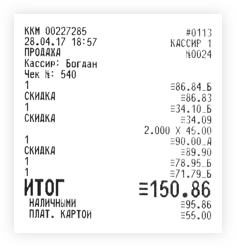 ККМ 00227285 #0113
28.04.17 18:57 КАССИР 1
ПРОДАЖА N0024
Кассир: Богдан
Чек №: 540
1 ≡86.84_Б
СКИДКА ≡86.83
1 ≡34.10_Б
СКИДКА ≡34.09
2.000 X 45.00
1 ≡90.00_А
СКИДКА ≡89.90
1 ≡78.95_Б
1 ≡71.79_Б
ИТОГ ≡150.86
НАЛИЧНЫМИ ≡95.86
ПЛАТ. КАРТОЙ ≡55.00